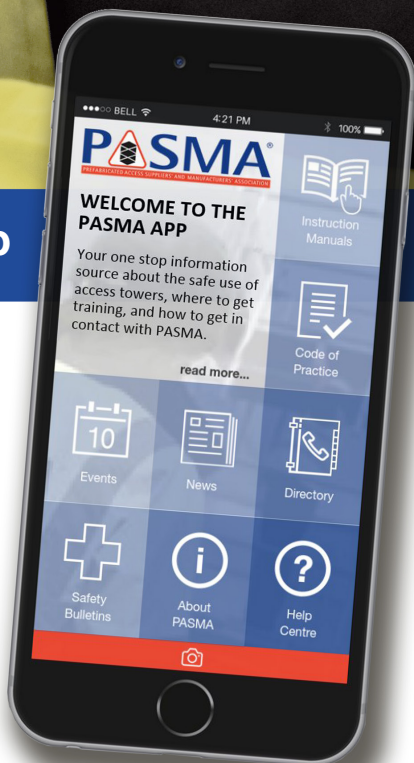 ●●●○○ BELL 4:21 PM 100%
PASMA®
PREFABRICATED ACCESS SUPPLIERS' AND MANUFACTURERS' ASSOCIATION
WELCOME TO THE
PASMA APP
Your one stop information
source about the safe use of
access towers, where to get
training, and how to get in
contact with PASMA.
read more...
Instruction
Manuals
Code of
Practice
10
Events
News
Directory
Safety
Bulletins
i
About
PASMA
?
Help
Centre